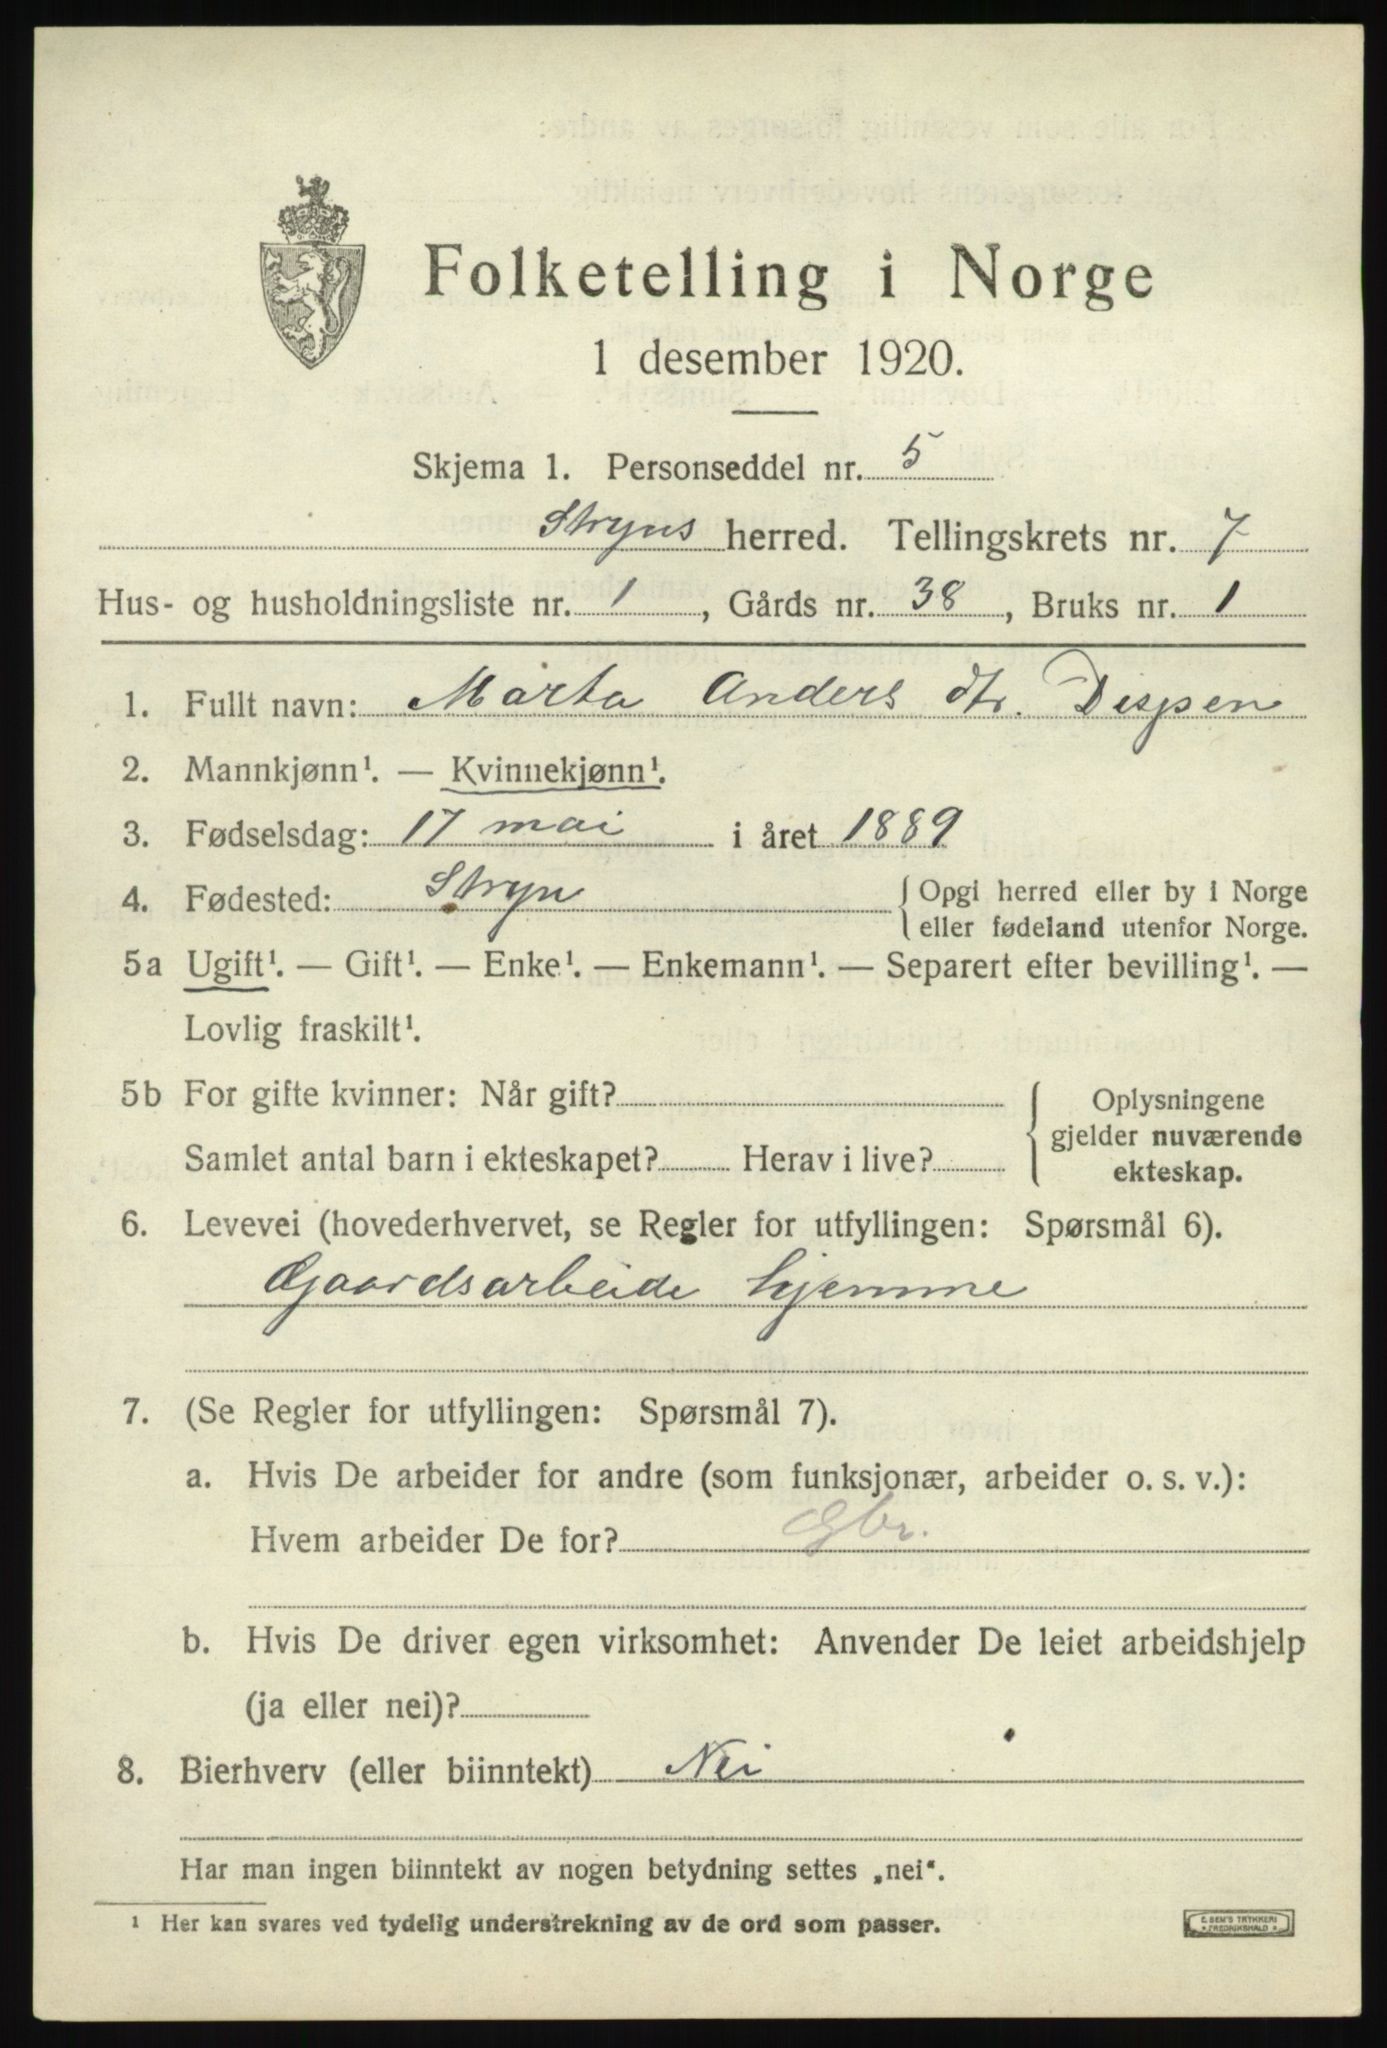 Folketelling i Norge
1 desember 1920.
Skjema 1. Personseddel nr. 5
Stryns herred. Tellingskrets nr. 7
Hus- og husholdningsliste nr. 1, Gårds nr. 38, Bruks nr. 1
1. Fullt navn: Marta Anders dtr. Dispen
2. Mannkjønn¹. — Kvinnekjønn¹.
3. Fødselsdag: 17 mai i året 1889
4. Fødested: Stryn { Opgi herred eller by i Norge
eller fødeland utenfor Norge.
5a Ugift¹. — Gift¹. — Enke¹. — Enkemann¹. — Separert efter bevilling¹. —
Lovlig fraskilt¹.
5b For gifte kvinner: Når gift? { Oplysningene
gjelder nuværende
Samlet antal barn i ekteskapet? Herav i live? ekteskap.
6. Levevei (hovederhvervet, se Regler for utfyllingen: Spørsmål 6).
Gaardsarbeide hjemme
7. (Se Regler for utfyllingen: Spørsmål 7).
a. Hvis De arbeider for andre (som funksjonær, arbeider o. s. v.):
Hvem arbeider De for? Gbr.
b. Hvis De driver egen virksomhet: Anvender De leiet arbeidshjelp
(ja eller nei)?
8. Bierhverv (eller biinntekt) Nei
Har man ingen biinntekt av nogen betydning settes „nei“.
¹ Her kan svares ved tydelig understrekning av de ord som passer.
E. SEM'S TRYKKERI
FREDRIKSHALD